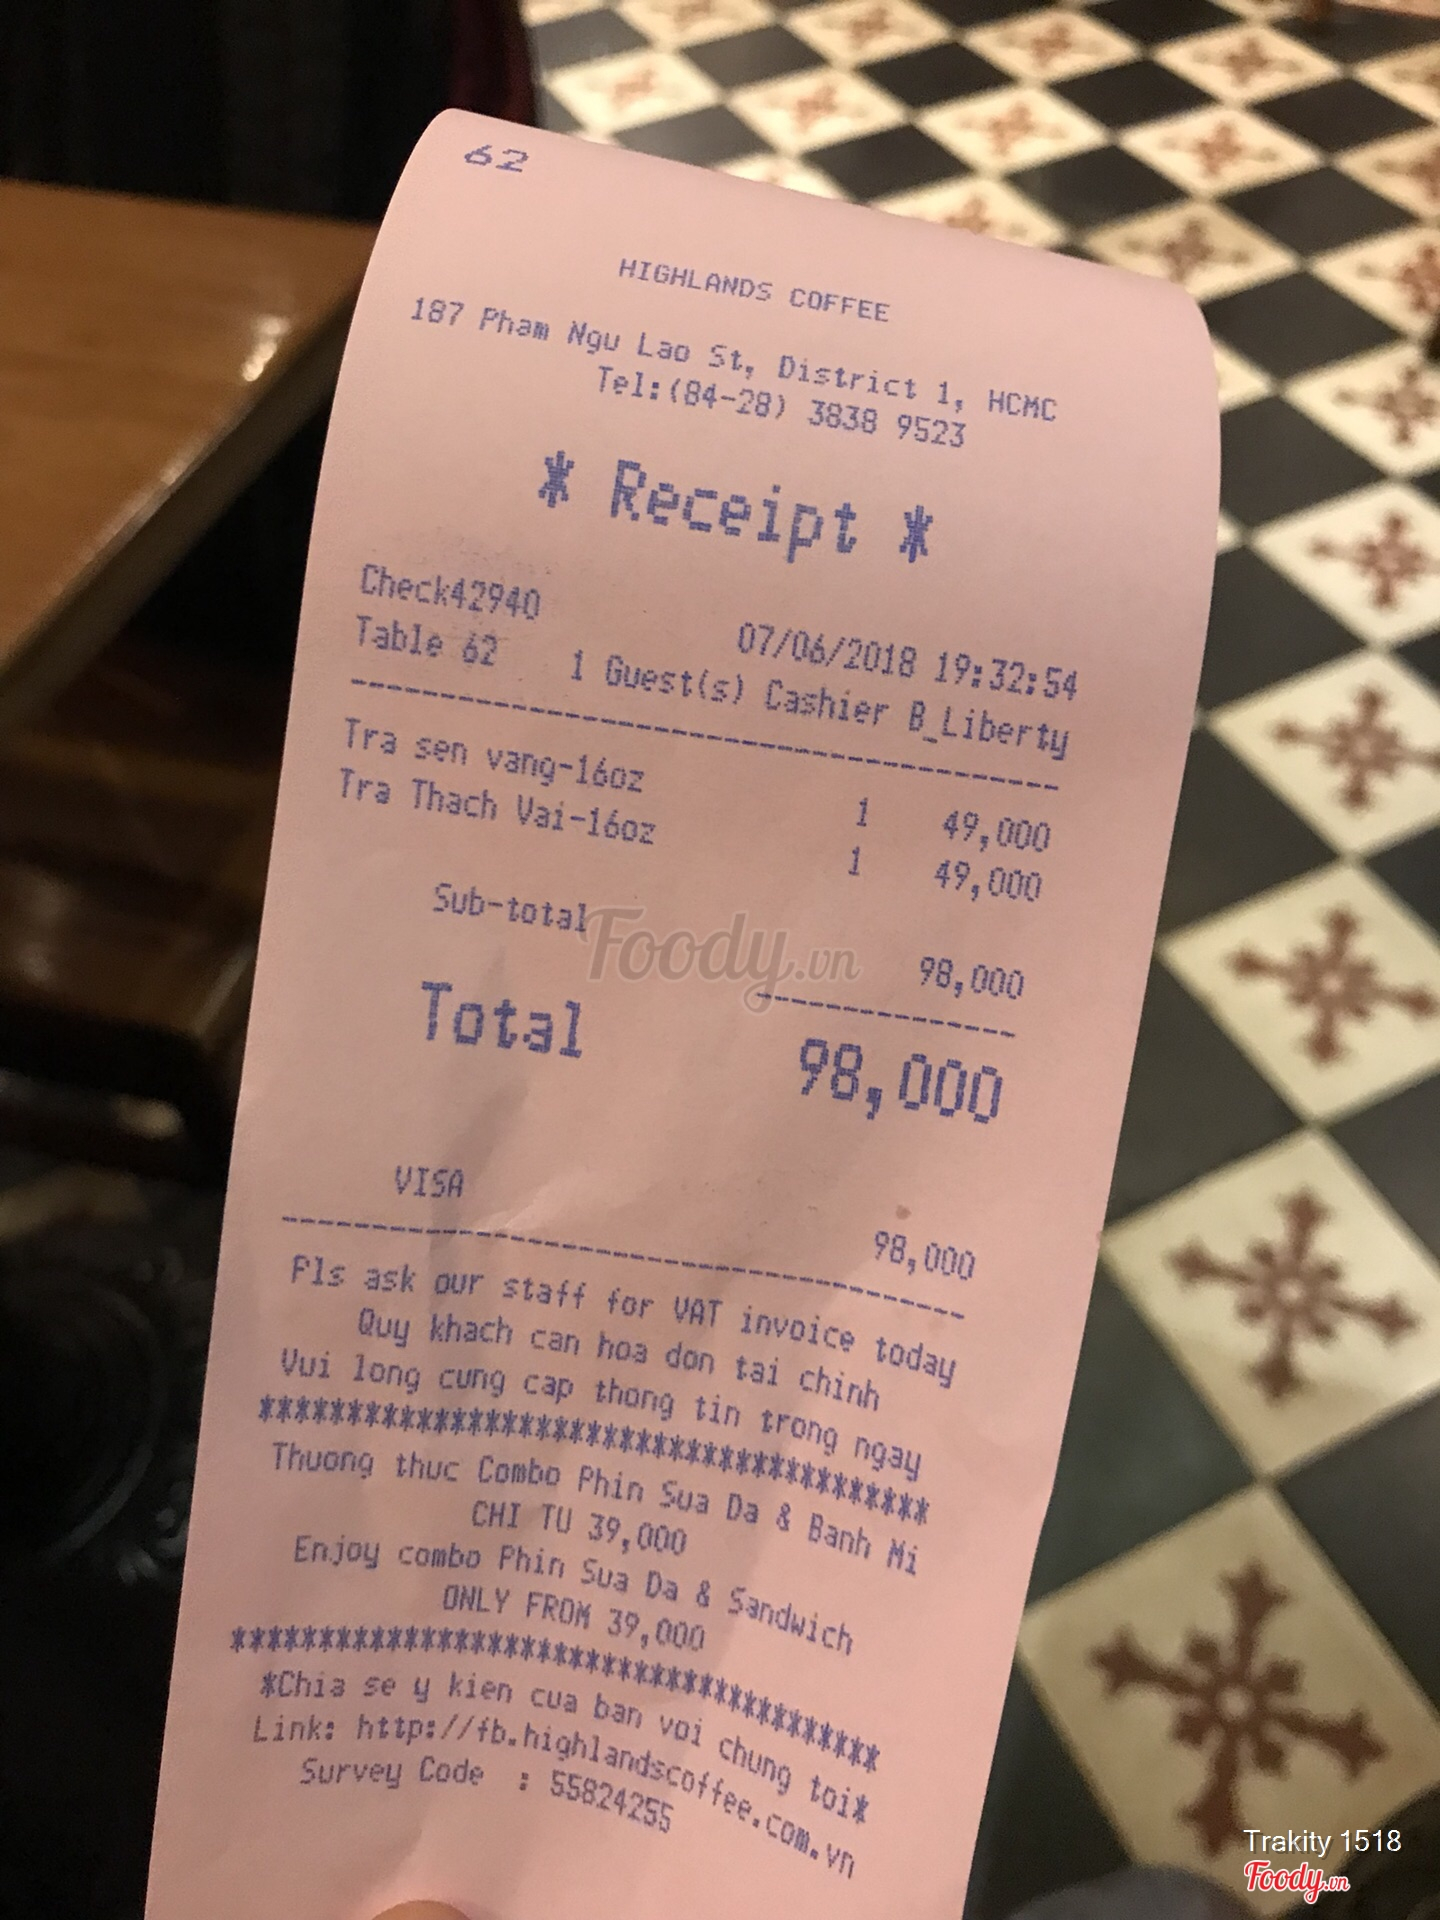 62
HIGHLANDS COFFEE
187 Pham Ngu Lao St, District 1, HCMC
Tel:(84-28) 3838 9523
* Receipt *
Check42940 07/06/2018 19:32:54
Table 62 1 Guest(s) Cashier B_Liberty
--------------------------------------
Tra sen vang-16oz 1 49,000
Tra Thach Vai-16oz 1 49,000
Sub-total 98,000
--------------
Total 98,000
VISA 98,000
--------------------------------------
Pls ask our staff for VAT invoice today
Quy khach can hoa don tai chinh
Vui long cung cap thong tin trong ngay
**************************************
Thuong thuc Combo Phin Sua Da & Banh Mi
CHI TU 39,000
Enjoy combo Phin Sua Da & Sandwich
ONLY FROM 39,000
**************************************
*Chia se y kien cua ban voi chung toi*
Link: http://fb.highlandscoffee.com.vn
Survey Code : 55824255
Foody.vn
Trakity 1518
Foody.vn